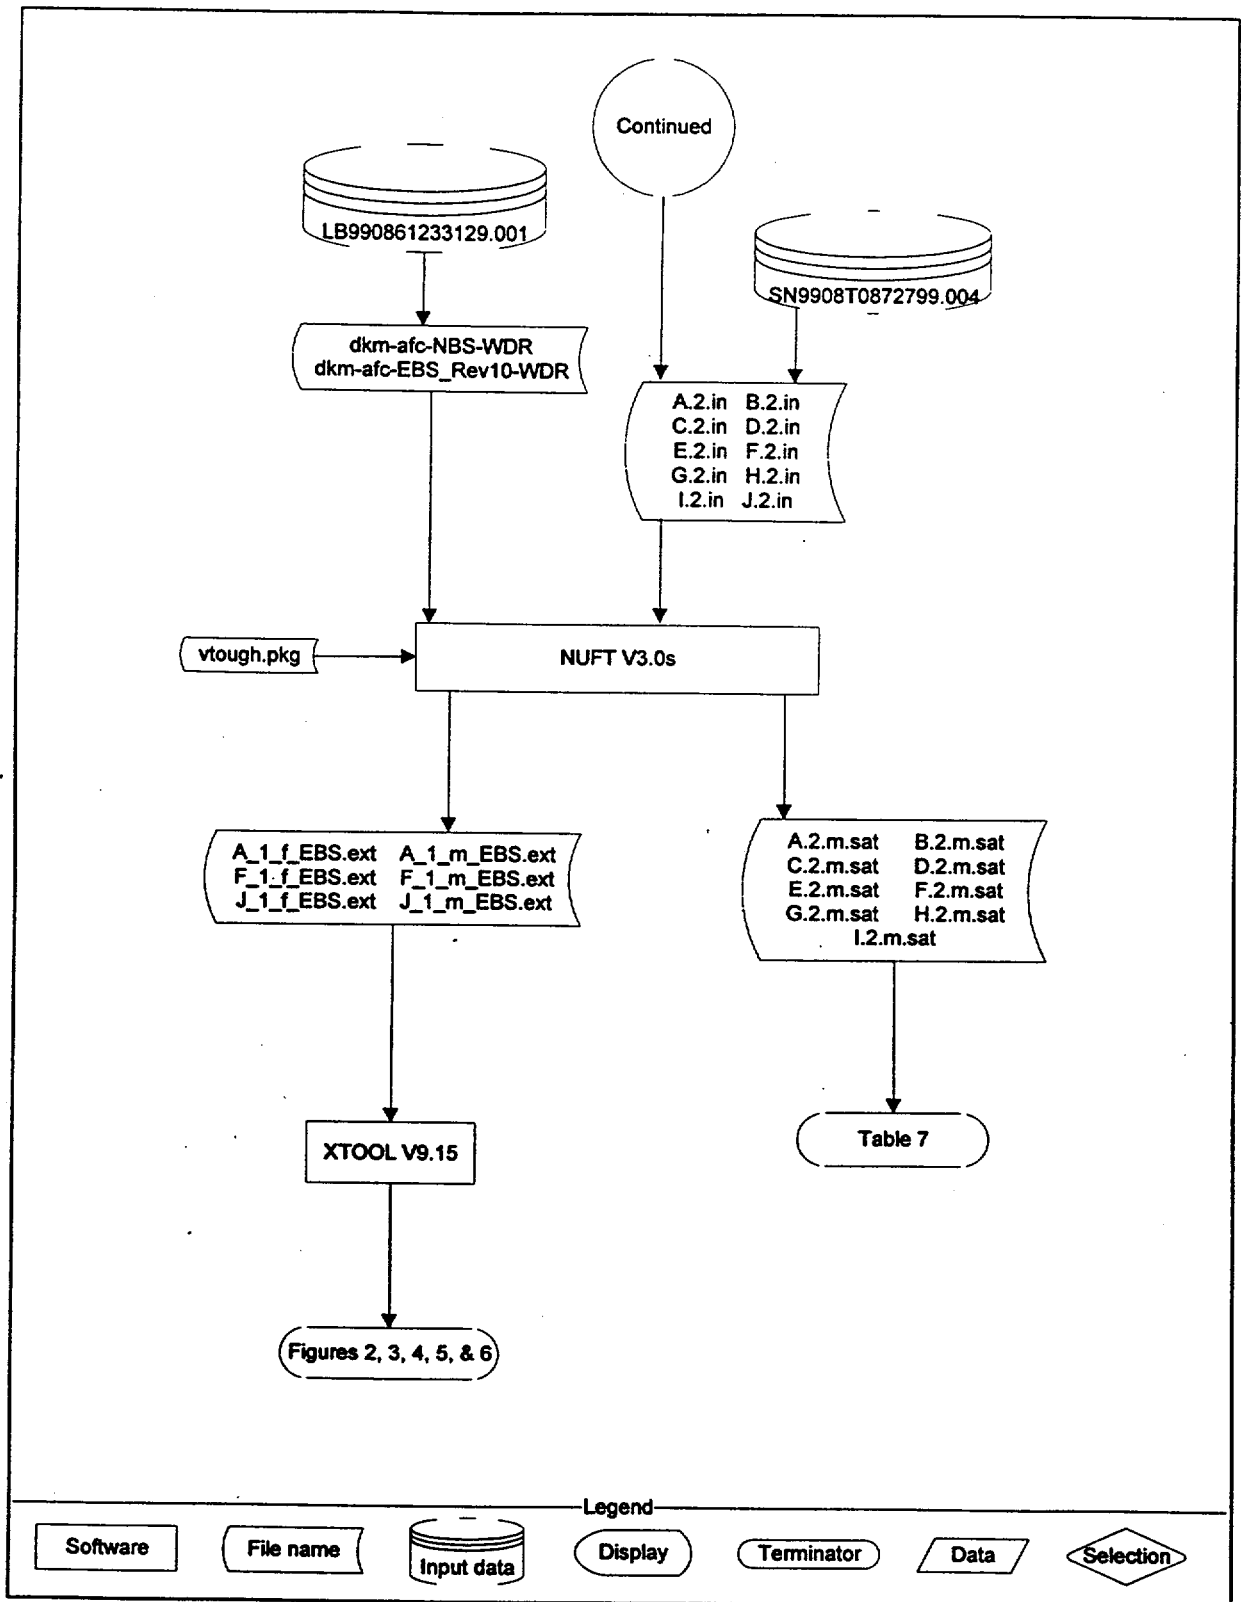 Continued
LB990861233129.001
SN9908T0872799.004
dkm-afc-NBS-WDR
dkm-afc-EBS_Rev10-WDR
A.2.in B.2.in
C.2.in D.2.in
E.2.in F.2.in
G.2.in H.2.in
I.2.in J.2.in
vtough.pkg
NUFT V3.0s
A_1_f_EBS.ext A_1_m_EBS.ext
F_1_f_EBS.ext F_1_m_EBS.ext
J_1_f_EBS.ext J_1_m_EBS.ext
A.2.m.sat B.2.m.sat
C.2.m.sat D.2.m.sat
E.2.m.sat F.2.m.sat
G.2.m.sat H.2.m.sat
I.2.m.sat
XTOOL V9.15
Table 7
Figures 2, 3, 4, 5, & 6
Legend
Software
File name
Input data
Display
Terminator
Data
Selection